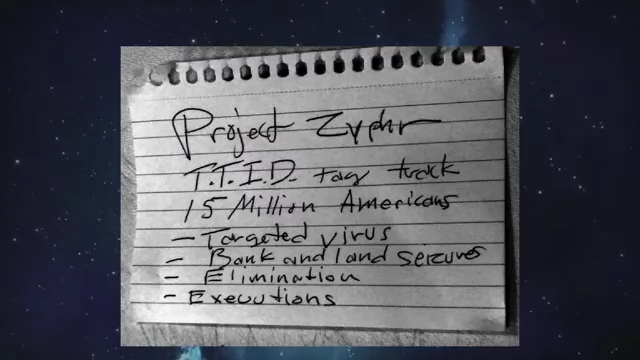 Project Zyphr
T.T.I.D. tag track
15 Million Americans
- Targeted virus
- Bank and land seizures
- Elimination
- Executions